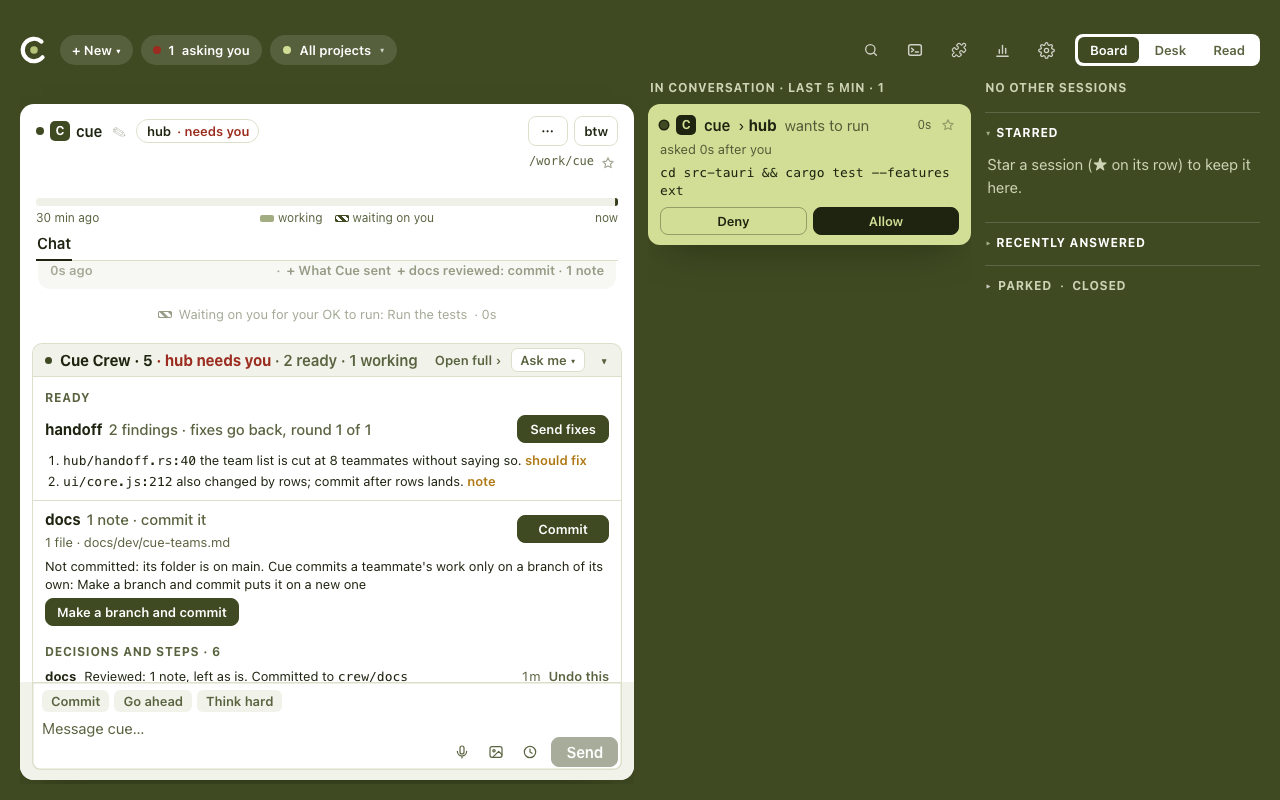 + New ▾
1 asking you
All projects ▾
Board
Desk
Read
C cue
hub · needs you
···
btw
/work/cue
30 min ago
working
waiting on you
now
Chat
0s ago
· + What Cue sent + docs reviewed: commit · 1 note
Waiting on you for your OK to run: Run the tests · 0s
Cue Crew · 5 · hub needs you · 2 ready · 1 working
Open full ›
Ask me ▾
READY
handoff 2 findings · fixes go back, round 1 of 1
Send fixes
1. hub/handoff.rs:40 the team list is cut at 8 teammates without saying so. should fix
2. ui/core.js:212 also changed by rows; commit after rows lands. note
docs 1 note · commit it
Commit
1 file · docs/dev/cue-teams.md
Not committed: its folder is on main. Cue commits a teammate's work only on a branch of its
own: Make a branch and commit puts it on a new one
Make a branch and commit
DECISIONS AND STEPS · 6
docs Reviewed: 1 note, left as is. Committed to crew/docs
1m Undo this
Commit
Go ahead
Think hard
Message cue...
Send
IN CONVERSATION · LAST 5 MIN · 1
C cue › hub wants to run
0s
asked 0s after you
cd src-tauri && cargo test --features
ext
Deny
Allow
NO OTHER SESSIONS
STARRED
Star a session (★ on its row) to keep it
here.
RECENTLY ANSWERED
PARKED · CLOSED